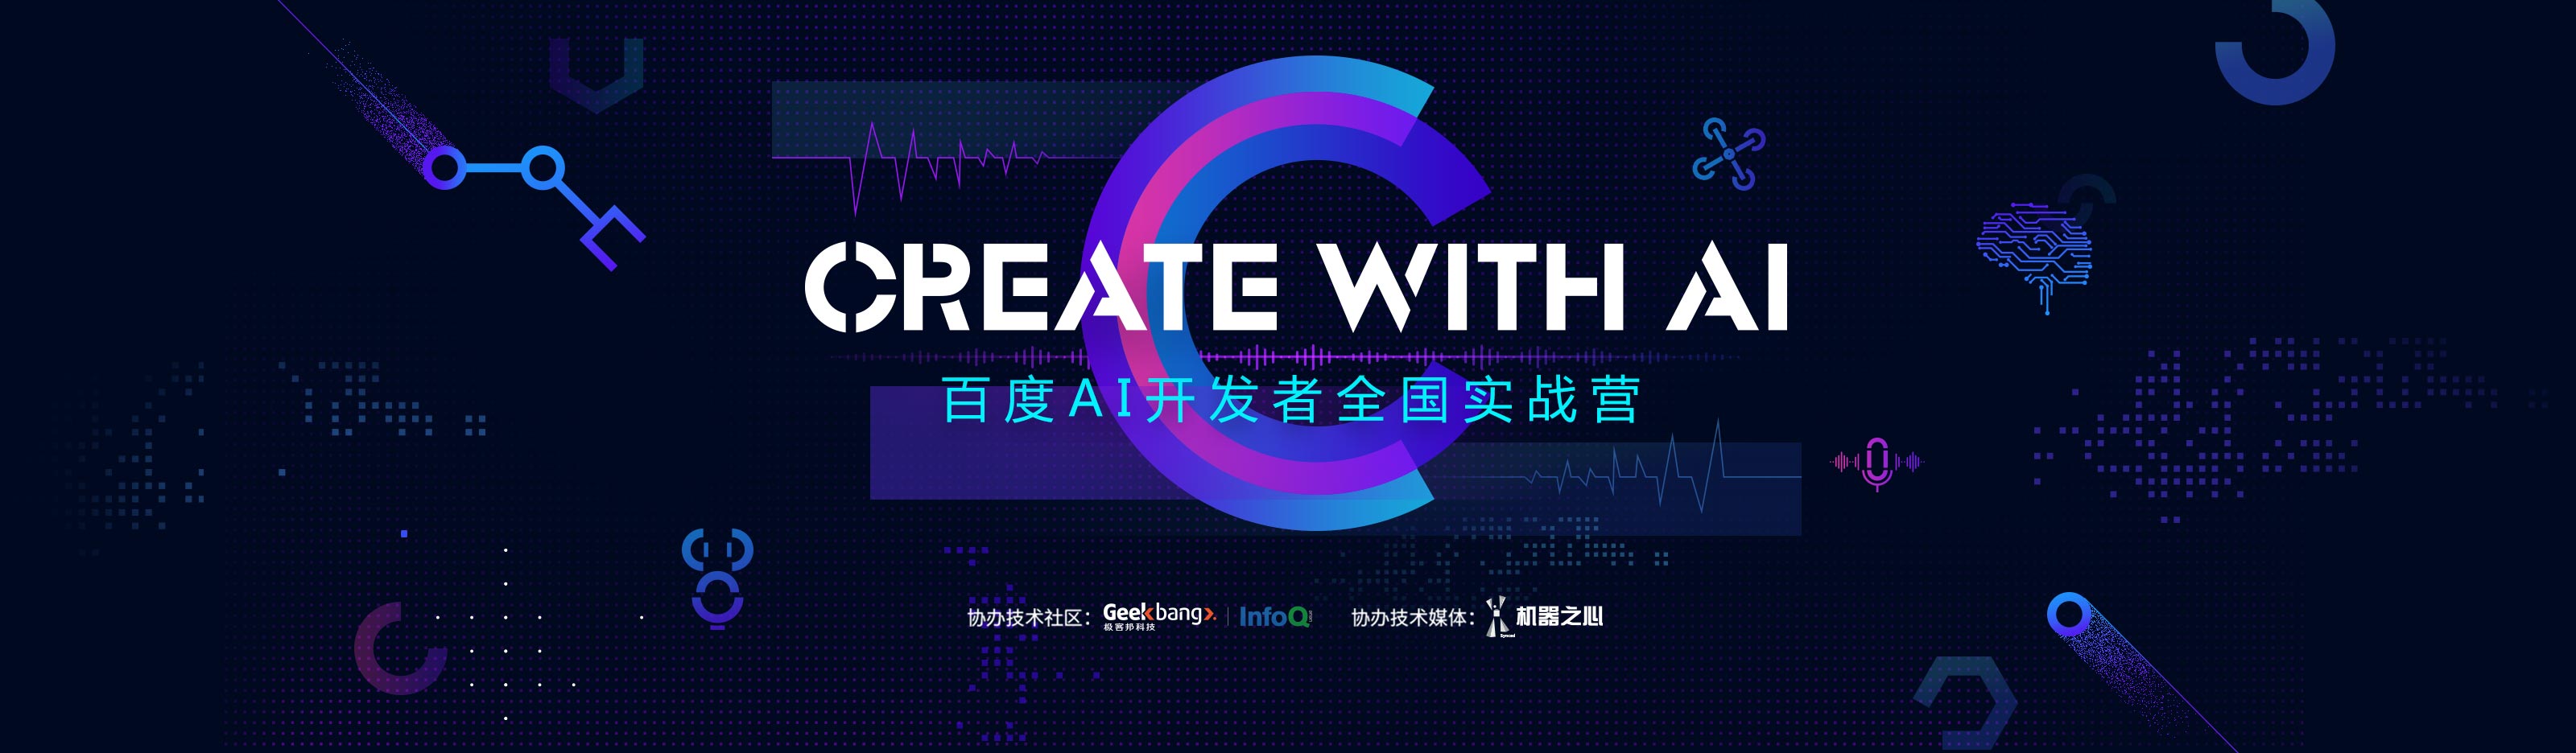 CREATE WITH AI
百度AI开发者全国实战营
协办技术社区： Geekbang. 极客邦科技 | InfoQ 协办技术媒体： Synced 机器之心